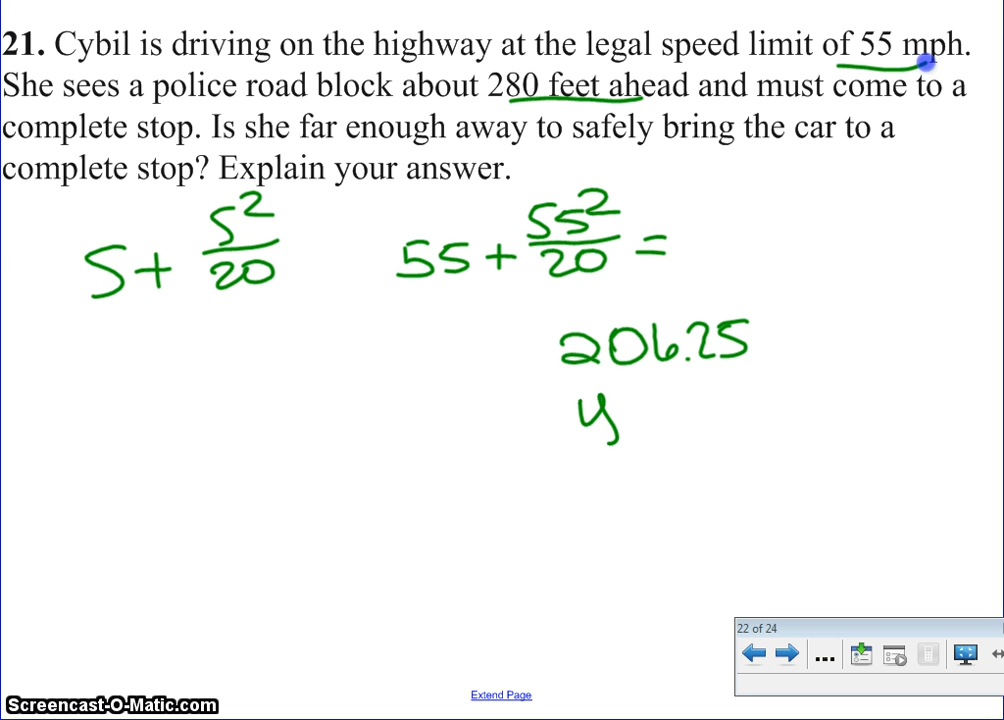 21. Cybil is driving on the highway at the legal speed limit of 55 mph.
She sees a police road block about 280 feet ahead and must come to a
complete stop. Is she far enough away to safely bring the car to a
complete stop? Explain your answer.
S + S²/20    55 + 55²/20 =
206.25
y
22 of 24
Extend Page
Screencast-O-Matic.com